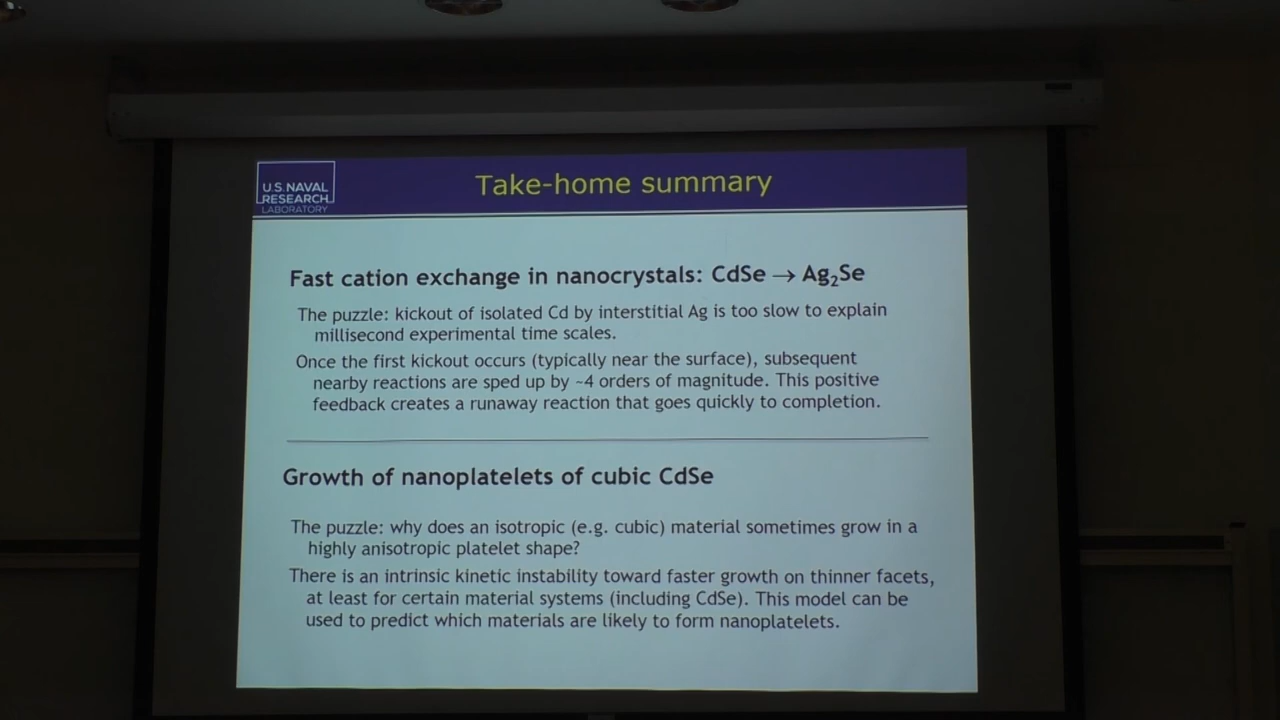 U.S. NAVAL
RESEARCH
LABORATORY
Take-home summary
Fast cation exchange in nanocrystals: CdSe → Ag₂Se
The puzzle: kickout of isolated Cd by interstitial Ag is too slow to explain
millisecond experimental time scales.
Once the first kickout occurs (typically near the surface), subsequent
nearby reactions are sped up by ~4 orders of magnitude. This positive
feedback creates a runaway reaction that goes quickly to completion.
Growth of nanoplatelets of cubic CdSe
The puzzle: why does an isotropic (e.g. cubic) material sometimes grow in a
highly anisotropic platelet shape?
There is an intrinsic kinetic instability toward faster growth on thinner facets,
at least for certain material systems (including CdSe). This model can be
used to predict which materials are likely to form nanoplatelets.